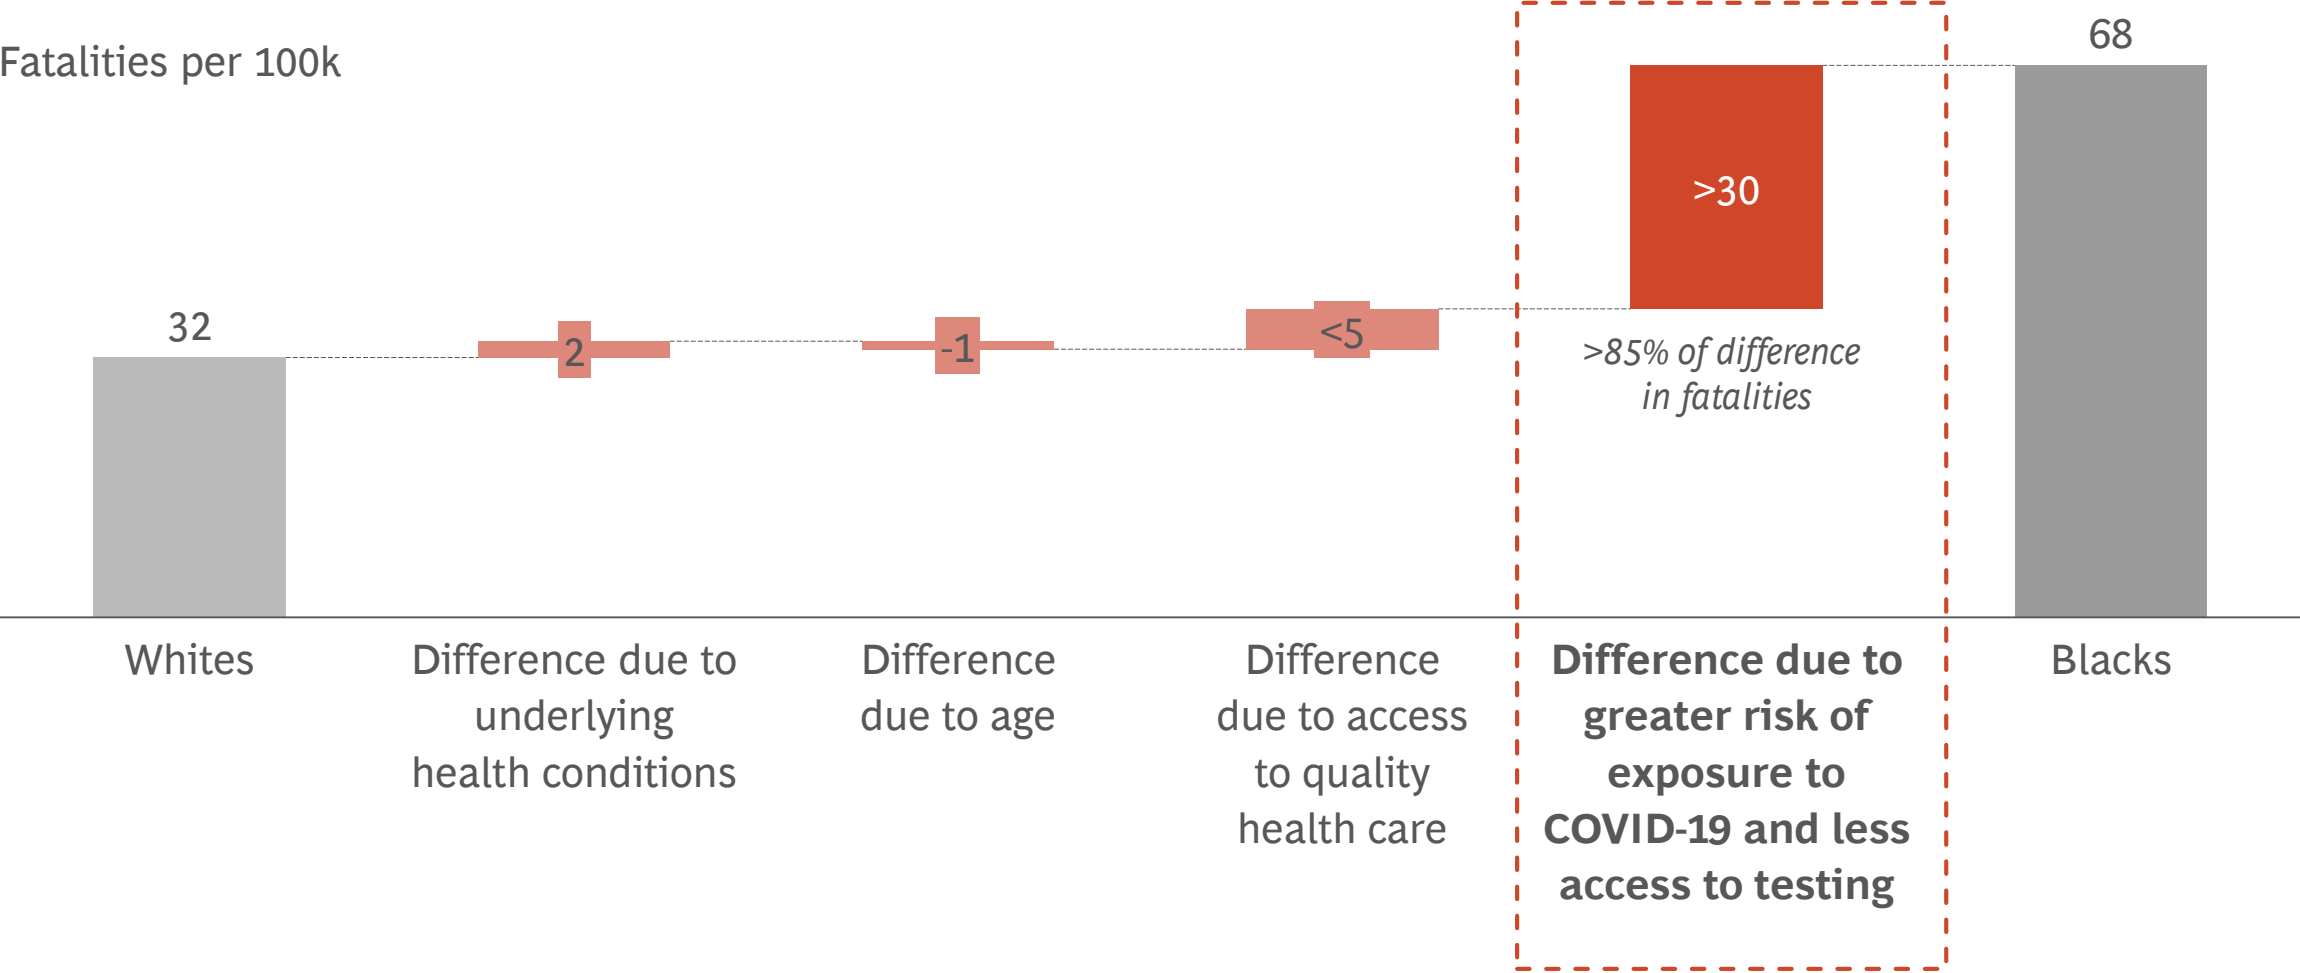 Fatalities per 100k
32
2
-1
<5
>30
>85% of difference
in fatalities
68
Whites
Difference due to
underlying
health conditions
Difference
due to age
Difference
due to access
to quality
health care
Difference due to
greater risk of
exposure to
COVID-19 and less
access to testing
Blacks